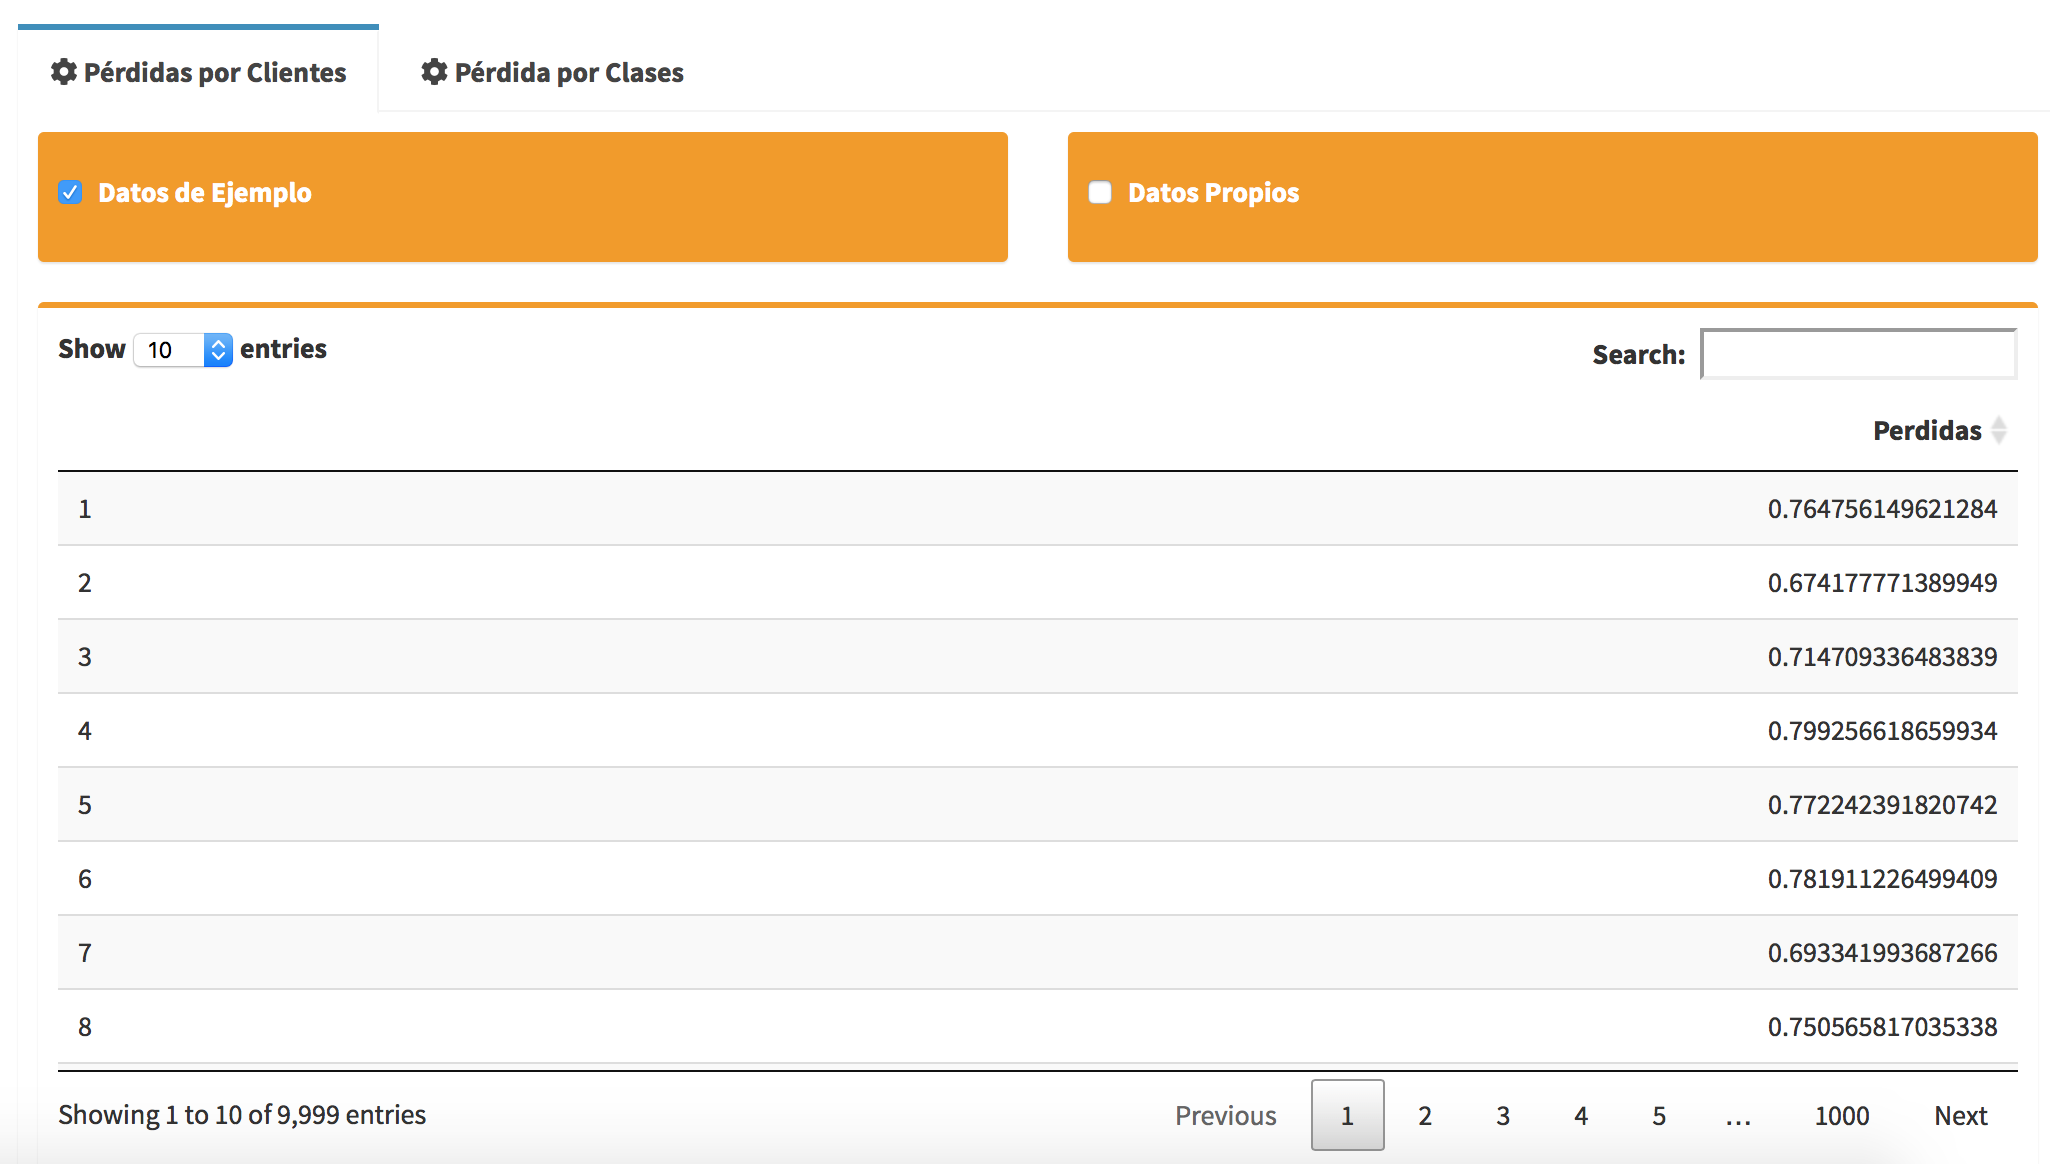 Pérdidas por Clientes Pérdida por Clases
Datos de Ejemplo Datos Propios
Show 10 entries Search:
Perdidas
1 0.764756149621284
2 0.674177771389949
3 0.714709336483839
4 0.799256618659934
5 0.772242391820742
6 0.781911226499409
7 0.693341993687266
8 0.750565817035338
Showing 1 to 10 of 9,999 entries Previous 1 2 3 4 5 … 1000 Next